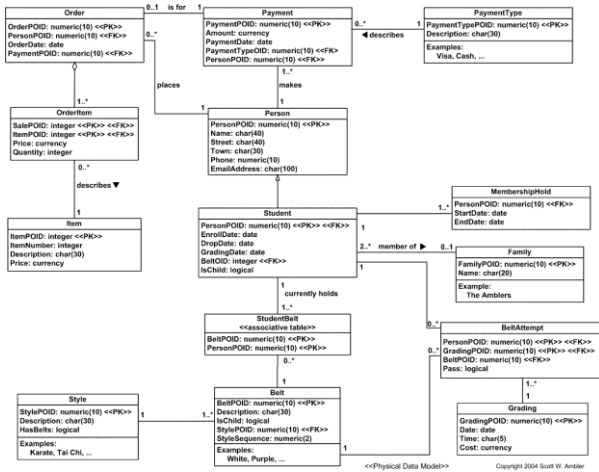 Order
OrderPOID: numeric(10) <<PK>>
PersonPOID: numeric(10) <<FK>>
OrderDate: date
PaymentPOID: numeric(10) <<FK>>
0..1
is for
1
Payment
PaymentPOID: numeric(10) <<PK>>
Amount: currency
PaymentDate: date
PaymentTypeOID: numeric(10) <<FK>>
PersonPOID: numeric(10) <<FK>>
0..*
describes
1
PaymentType
PaymentTypePOID: numeric(10) <<PK>>
Description: char(30)
Examples:
Visa, Cash, ...
0..*
places
1
1..*
makes
1
1..*
OrderItem
SalePOID: integer <<PK>> <<FK>>
ItemPOID: integer <<PK>> <<FK>>
Price: currency
Quantity: integer
Person
PersonPOID: numeric(10) <<PK>>
Name: char(40)
Street: char(40)
Town: char(30)
Phone: numeric(10)
EmailAddress: char(100)
0..*
describes
1
Item
ItemPOID: integer <<PK>>
ItemNumber: integer
Description: char(30)
Price: currency
Student
PersonPOID: numeric(10) <<PK>> <<FK>>
EnrollDate: date
DropDate: date
GradingDate: date
BeltOID: integer <<FK>>
IsChild: logical
1
1..*
MembershipHold
PersonPOID: numeric(10) <<FK>>
StartDate: date
EndDate: date
2..*
member of
0..1
Family
FamilyPOID: numeric(10) <<PK>>
Name: char(20)
Example:
The Amblers
1
0..*
1
currently holds
1..*
StudentBelt
<<associative table>>
BeltPOID: numeric(10) <<PK>>
PersonPOID: numeric(10) <<PK>>
0..*
1
BeltAttempt
PersonPOID: numeric(10) <<PK>> <<FK>>
GradingPOID: numeric(10) <<PK>> <<FK>>
BeltPOID: numeric(10) <<FK>>
Pass: logical
0..*
1..*
1
Style
StylePOID: numeric(10) <<PK>>
Description: char(30)
HasBelts: logical
Examples:
Karate, Tai Chi, ...
1
1..*
Belt
BeltPOID: numeric(10) <<PK>>
Description: char(30)
IsChild: logical
StylePOID: numeric(10) <<FK>>
StyleSequence: numeric(2)
Examples:
White, Purple, ...
1
Grading
GradingPOID: numeric(10) <<PK>>
Date: date
Time: char(5)
Cost: currency
<<Physical Data Model>>
Copyright 2004 Scott W. Ambler